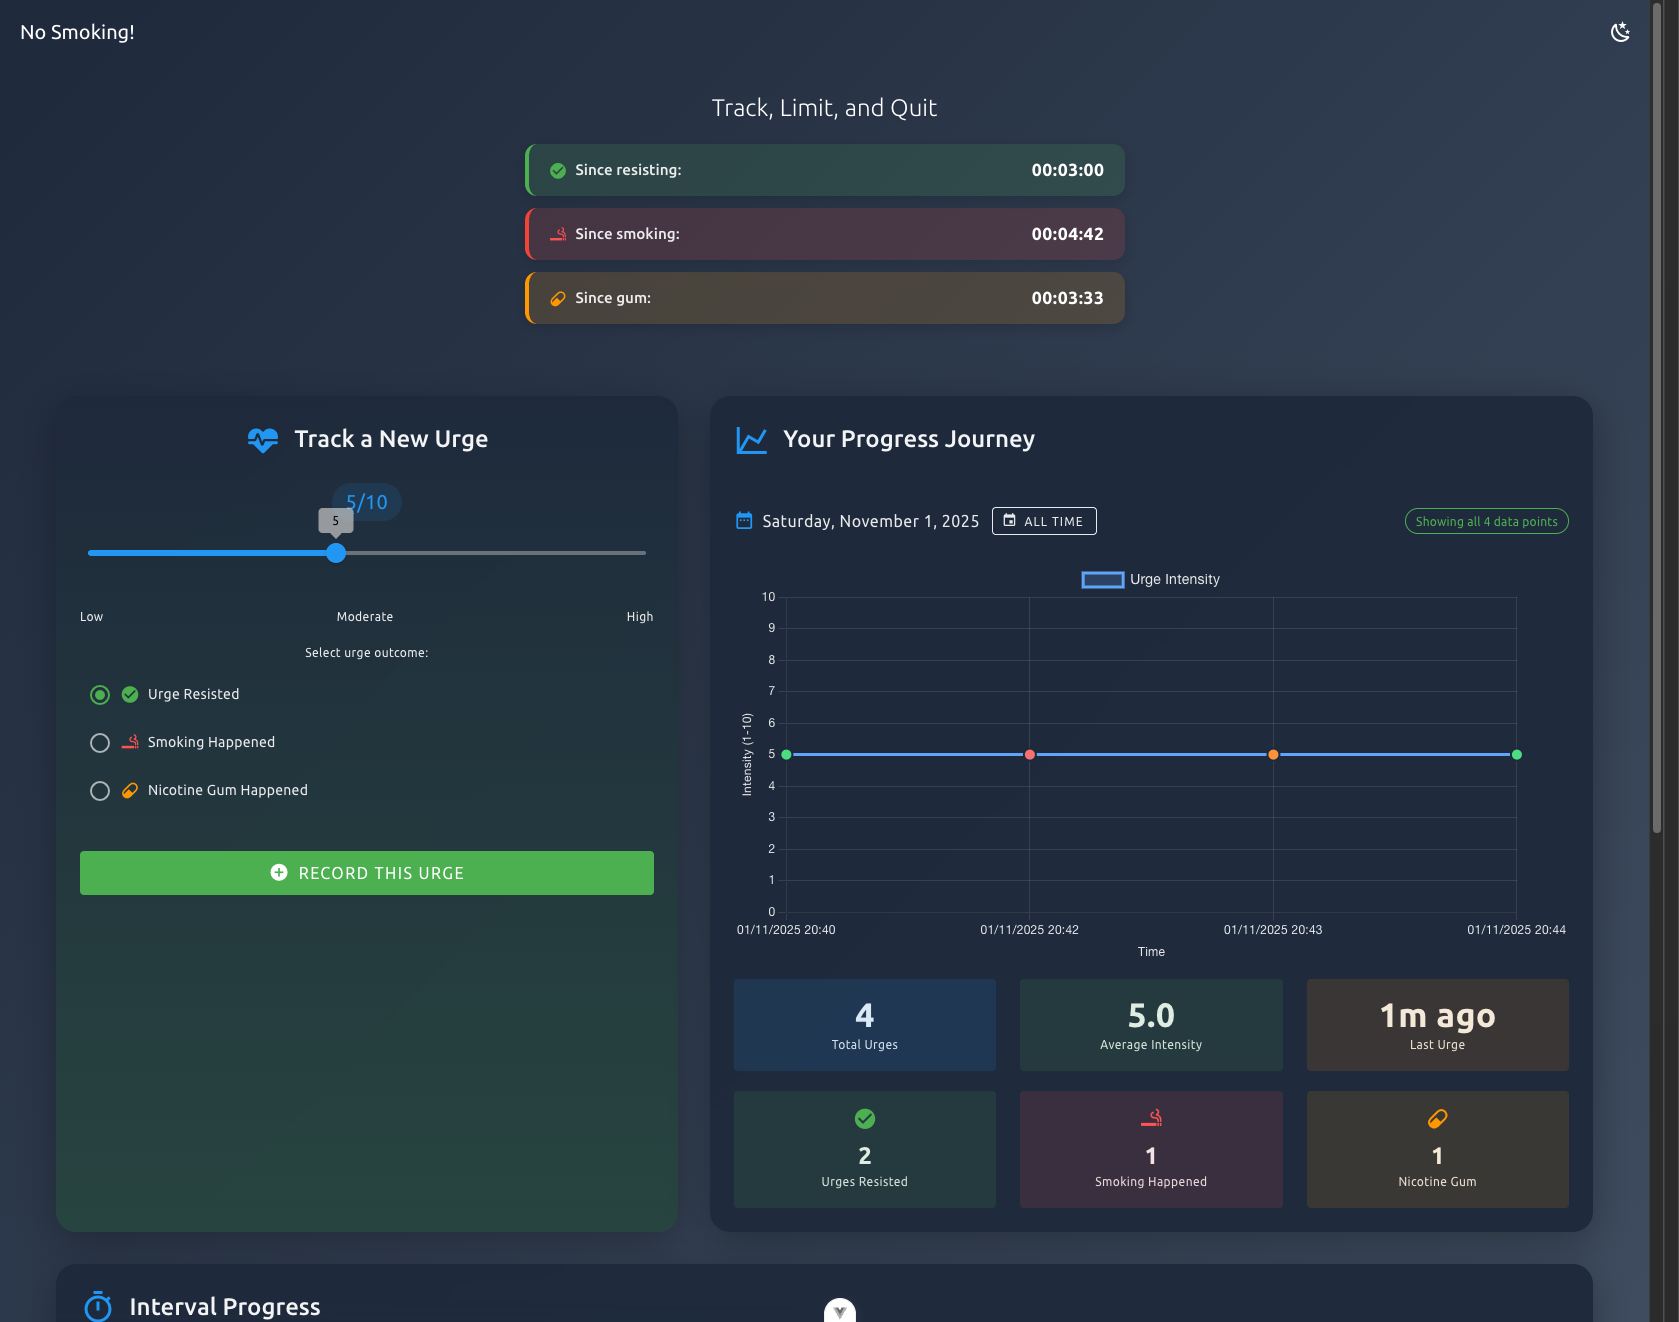 No Smoking!
Track, Limit, and Quit
Since resisting: 00:03:00
Since smoking: 00:04:42
Since gum: 00:03:33
Track a New Urge
5/10
5
Low Moderate High
Select urge outcome:
Urge Resisted
Smoking Happened
Nicotine Gum Happened
RECORD THIS URGE
Your Progress Journey
Saturday, November 1, 2025 ALL TIME Showing all 4 data points
Urge Intensity
10
9
8
7
6
5
4
3
2
1
0
Intensity (1-10)
01/11/2025 20:40 01/11/2025 20:42 01/11/2025 20:43 01/11/2025 20:44
Time
4 5.0 1m ago
Total Urges Average Intensity Last Urge
2 1 1
Urges Resisted Smoking Happened Nicotine Gum
Interval Progress